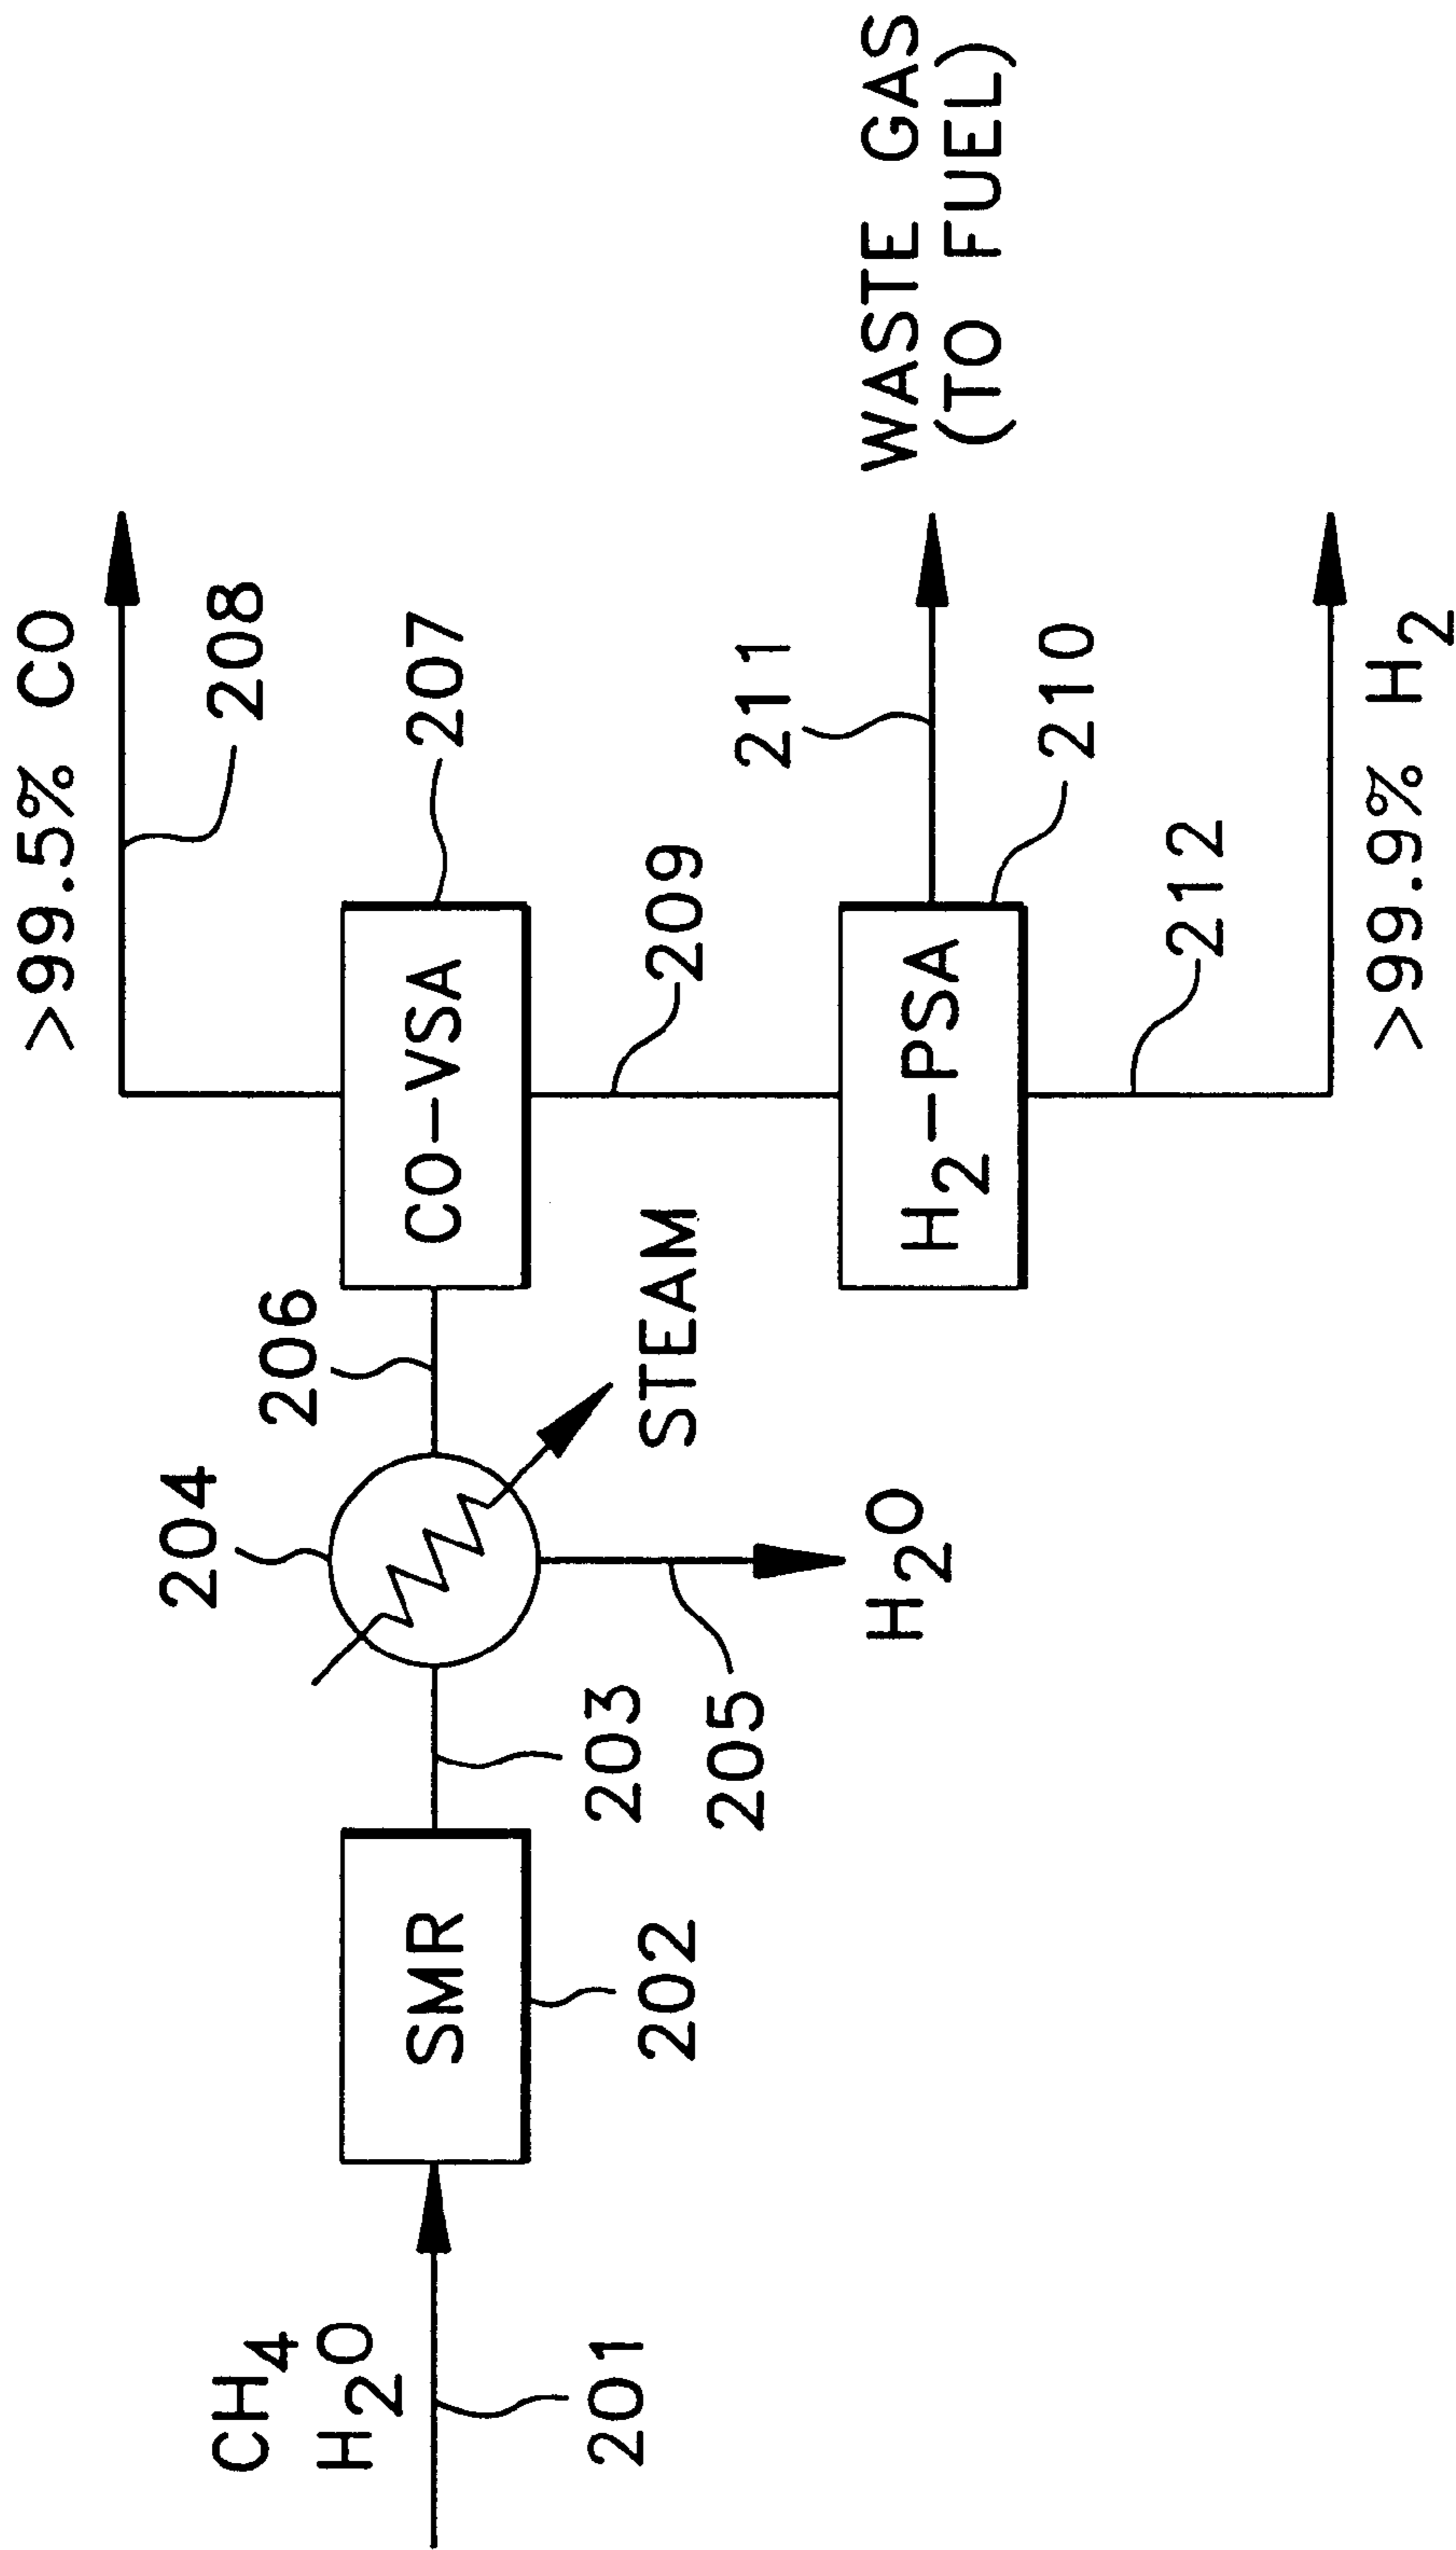 >99.5% CO
208
204
206
CO-VSA
207
CH₄
H₂O
201
SMR
202
203
205
H₂O
STEAM
209
211
WASTE GAS
(TO FUEL)
H₂-PSA
210
212
>99.9% H₂